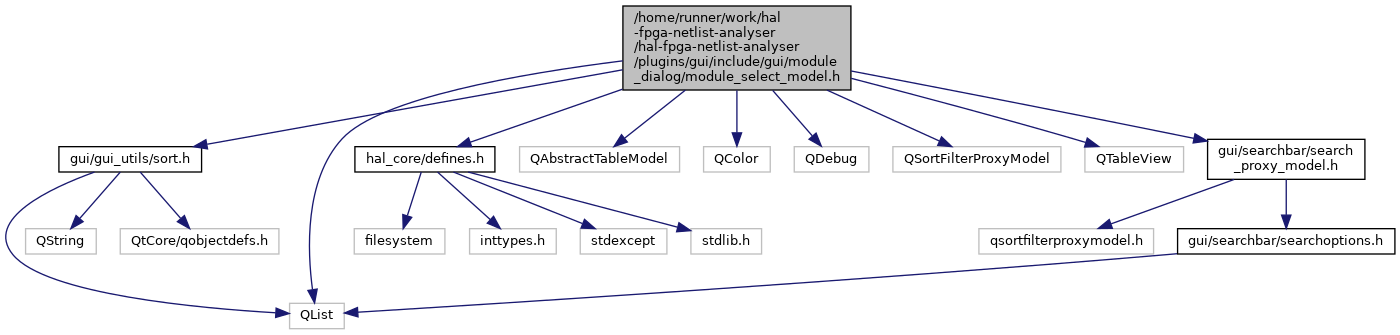 /home/runner/work/hal
-fpga-netlist-analyser
/hal-fpga-netlist-analyser
/plugins/gui/include/gui/module
_dialog/module_select_model.h
gui/gui_utils/sort.h
hal_core/defines.h
QAbstractTableModel
QColor
QDebug
QSortFilterProxyModel
QTableView
gui/searchbar/search
_proxy_model.h
QString
QtCore/qobjectdefs.h
filesystem
inttypes.h
stdexcept
stdlib.h
qsortfilterproxymodel.h
gui/searchbar/searchoptions.h
QList